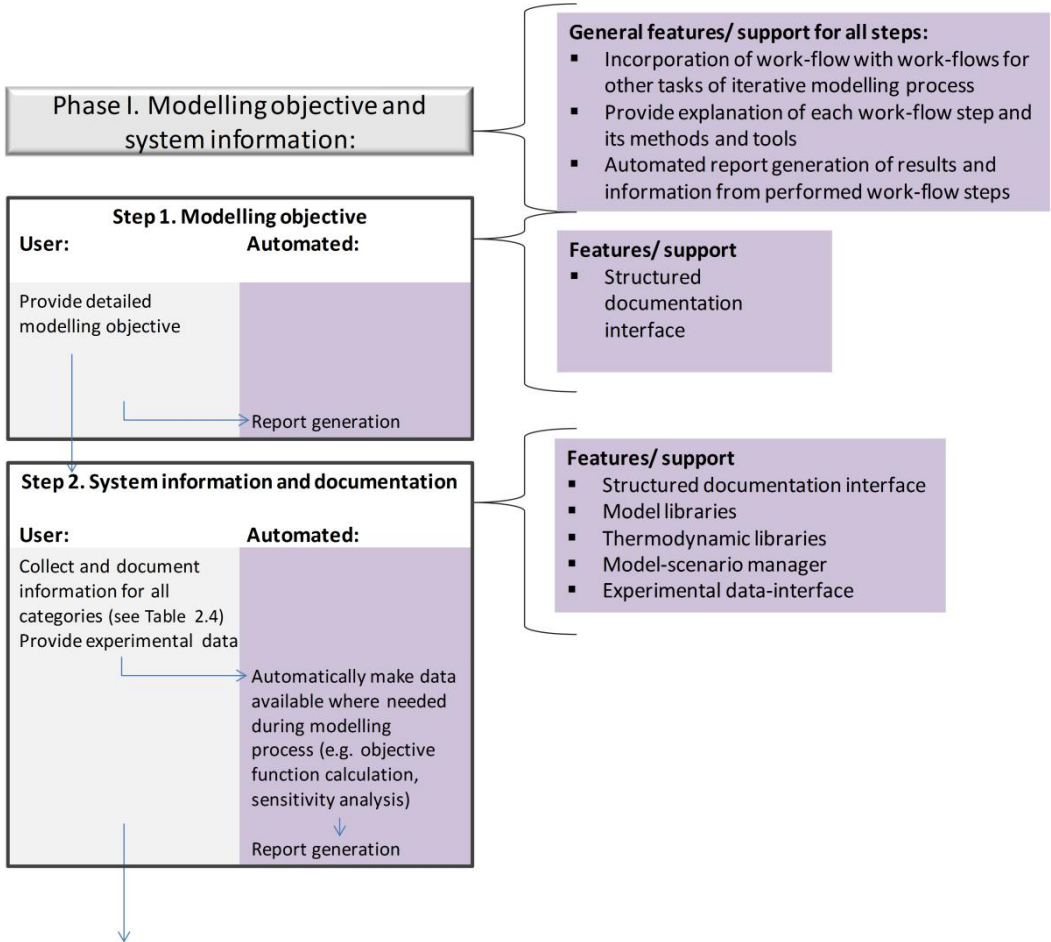 Phase I. Modelling objective and
system information:
General features/ support for all steps:
▪ Incorporation of work-flow with work-flows for
other tasks of iterative modelling process
▪ Provide explanation of each work-flow step and
its methods and tools
▪ Automated report generation of results and
information from performed work-flow steps
Step 1. Modelling objective
User: Automated:
Provide detailed
modelling objective
Report generation
Features/ support
▪ Structured
documentation
interface
Step 2. System information and documentation
User: Automated:
Collect and document
information for all
categories (see Table 2.4)
Provide experimental data
Automatically make data
available where needed
during modelling
process (e.g. objective
function calculation,
sensitivity analysis)
Report generation
Features/ support
▪ Structured documentation interface
▪ Model libraries
▪ Thermodynamic libraries
▪ Model-scenario manager
▪ Experimental data-interface